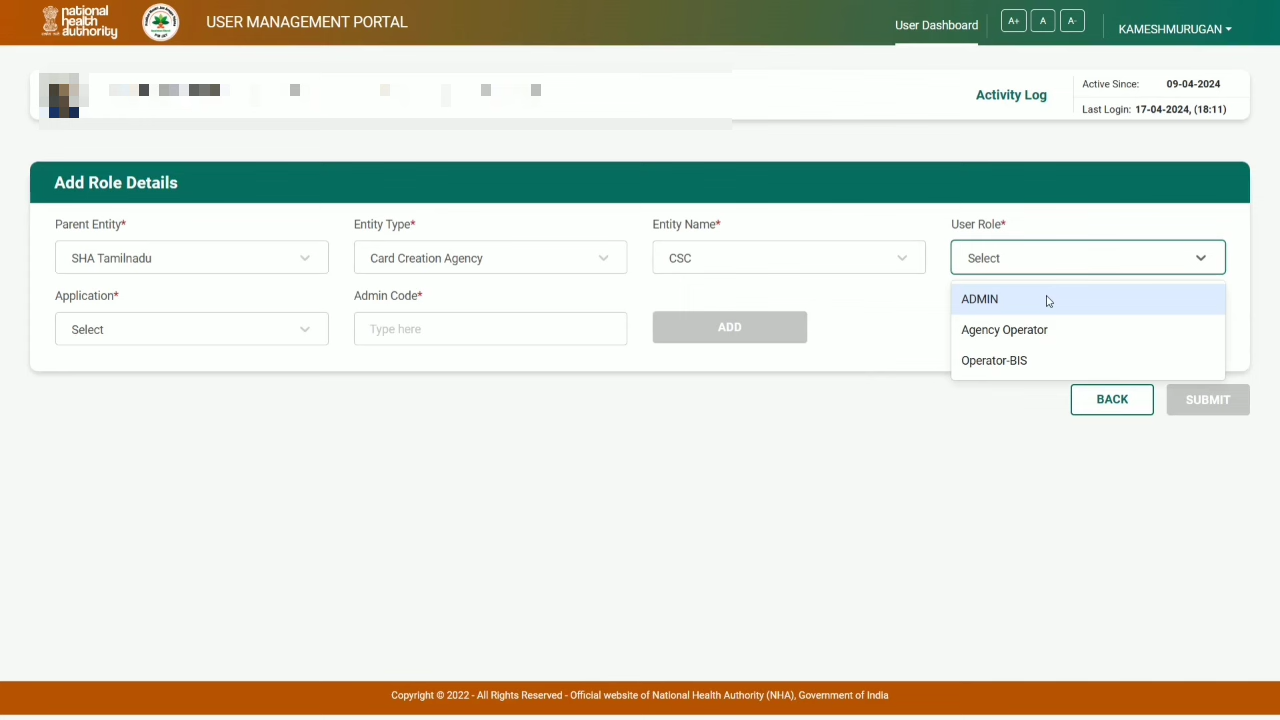 national
health
authority
USER MANAGEMENT PORTAL
User Dashboard
A+
A
A-
KAMESHMURUGAN
Activity Log
Active Since: 09-04-2024
Last Login: 17-04-2024, (18:11)
Add Role Details
Parent Entity* Entity Type* Entity Name* User Role*
SHA Tamilnadu Card Creation Agency CSC Select
Application* Admin Code*
Select Type here ADD
ADMIN
Agency Operator
Operator-BIS
BACK SUBMIT
Copyright © 2022 - All Rights Reserved - Official website of National Health Authority (NHA), Government of India